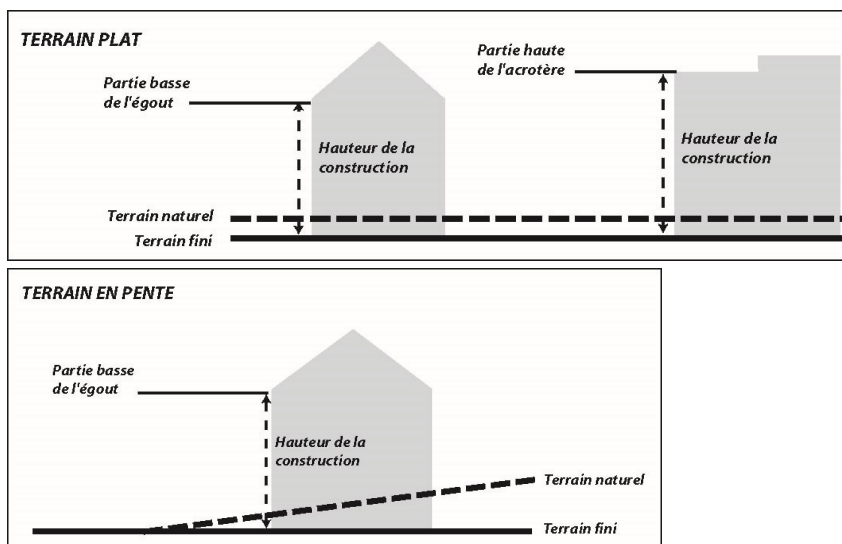 TERRAIN PLAT
Partie basse
de l'égout
Hauteur de la
construction
Partie haute
de l'acrotère
Hauteur de la
construction
Terrain naturel
Terrain fini
TERRAIN EN PENTE
Partie basse
de l'égout
Hauteur de la
construction
Terrain naturel
Terrain fini